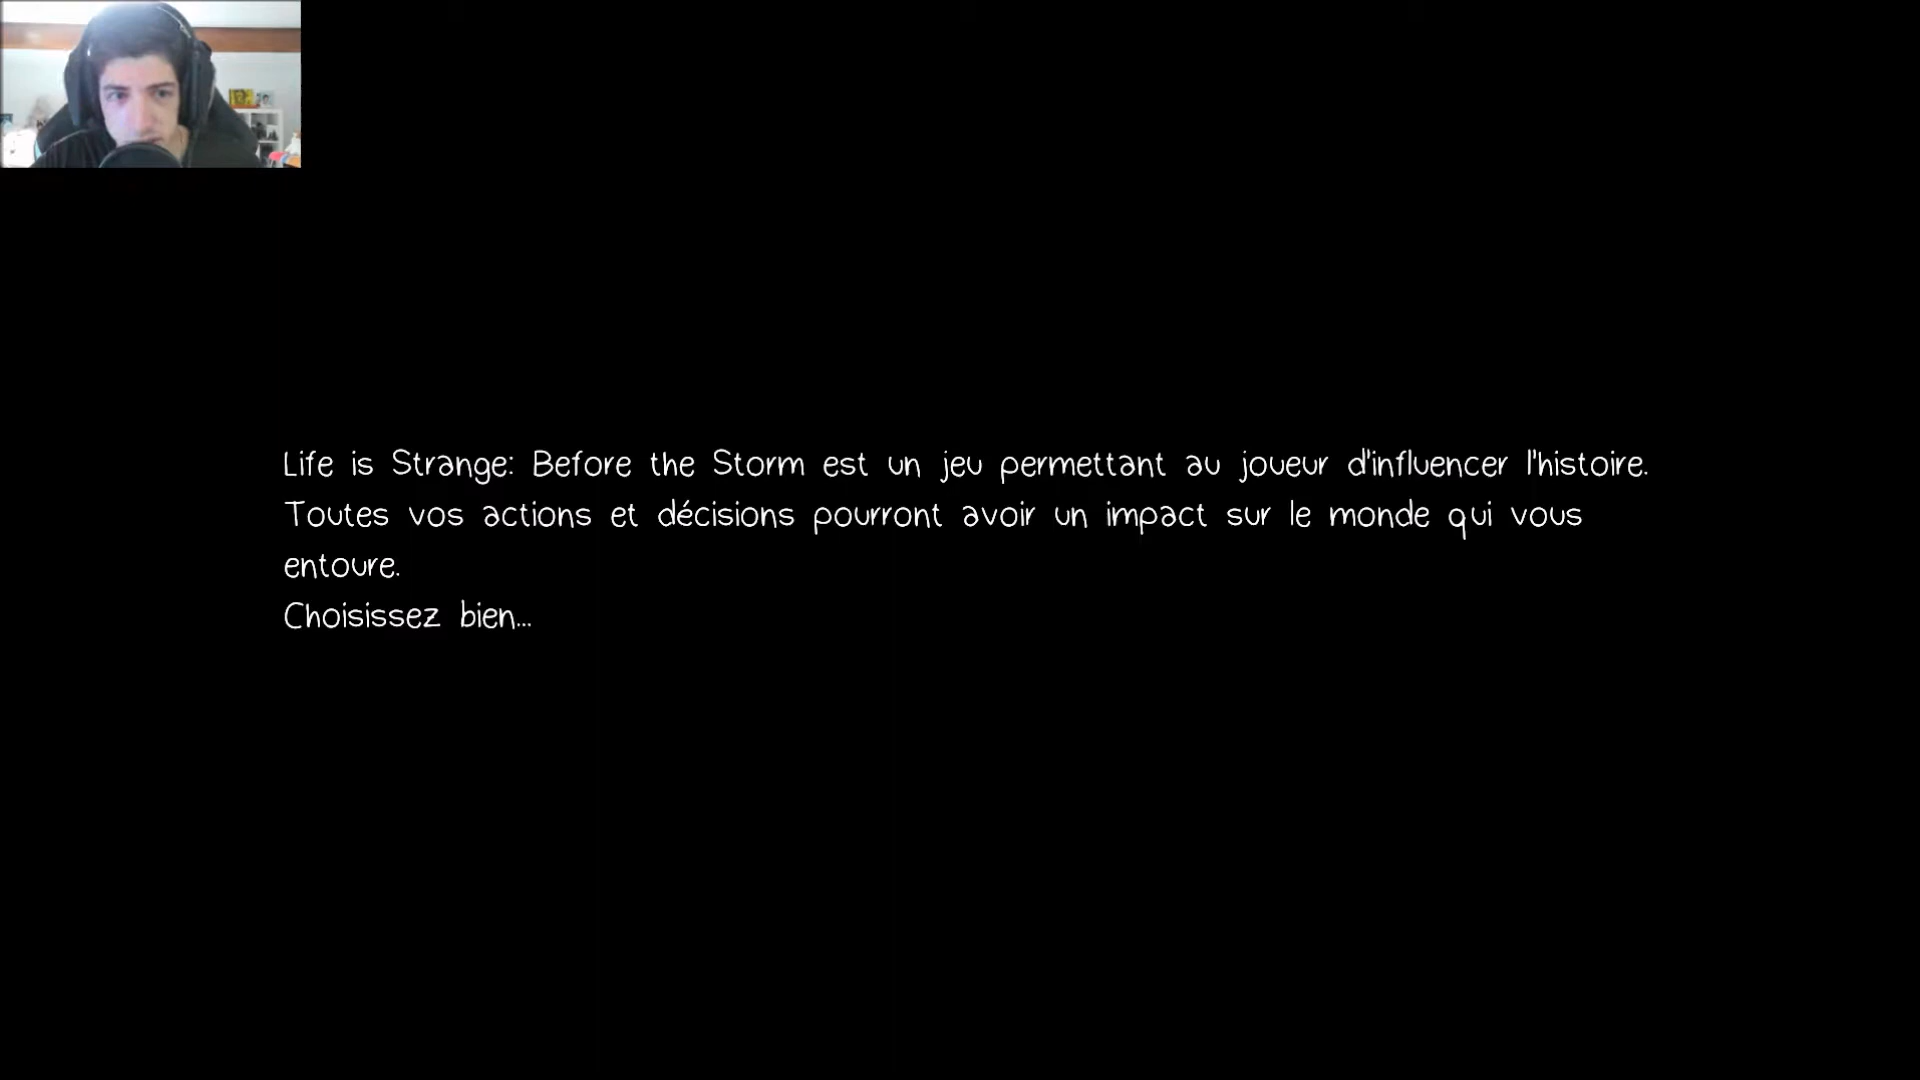 Life is Strange: Before the Storm est un jeu permettant au joueur d'influencer l'histoire.
Toutes vos actions et décisions pourront avoir un impact sur le monde qui vous
entoure.
Choisissez bien...